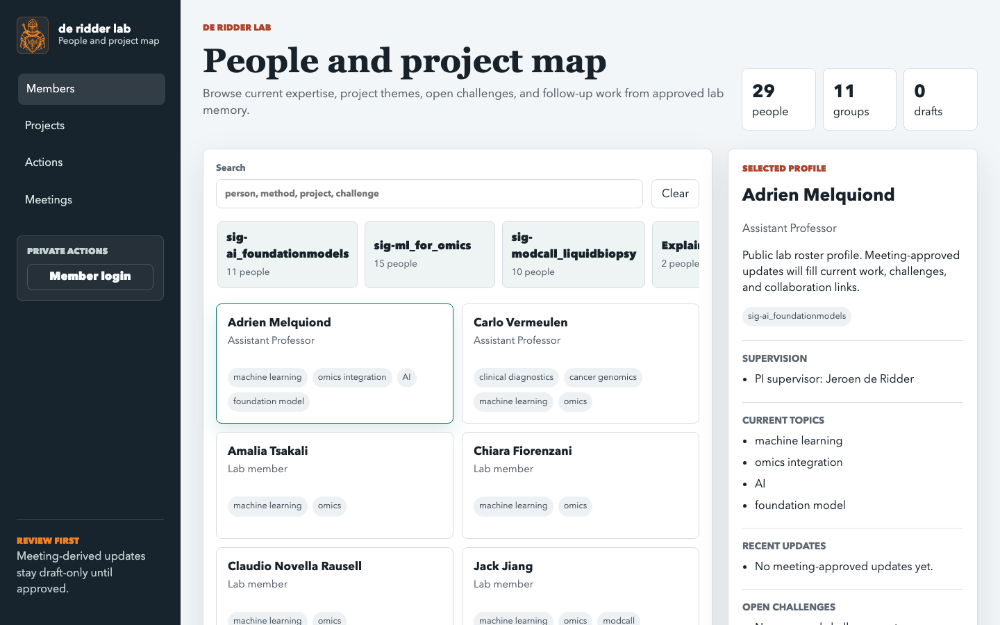 de ridder lab
People and project map
Members
Projects
Actions
Meetings
PRIVATE ACTIONS
Member login
REVIEW FIRST
Meeting-derived updates
stay draft-only until
approved.
DE RIDDER LAB
People and project map
Browse current expertise, project themes, open challenges, and follow-up work from approved lab
memory.
29
people
11
groups
0
drafts
Search
person, method, project, challenge
Clear
sig-
ai_foundationmodels
11 people
sig-ml_for_omics
15 people
sig-
modcall_liquidbiopsy
10 people
Explai
2 people
Adrien Melquiond
Assistant Professor
machine learning
omics integration
AI
foundation model
Carlo Vermeulen
Assistant Professor
clinical diagnostics
cancer genomics
machine learning
omics
Amalia Tsakali
Lab member
machine learning
omics
Chiara Fiorenzani
Lab member
machine learning
omics
Claudio Novella Rausell
Lab member
machine learning
omics
Jack Jiang
Lab member
machine learning
omics
modcall
SELECTED PROFILE
Adrien Melquiond
Assistant Professor
Public lab roster profile. Meeting-approved
updates will fill current work, challenges,
and collaboration links.
sig-ai_foundationmodels
SUPERVISION
PI supervisor: Jeroen de Ridder
CURRENT TOPICS
machine learning
omics integration
AI
foundation model
RECENT UPDATES
No meeting-approved updates yet.
OPEN CHALLENGES